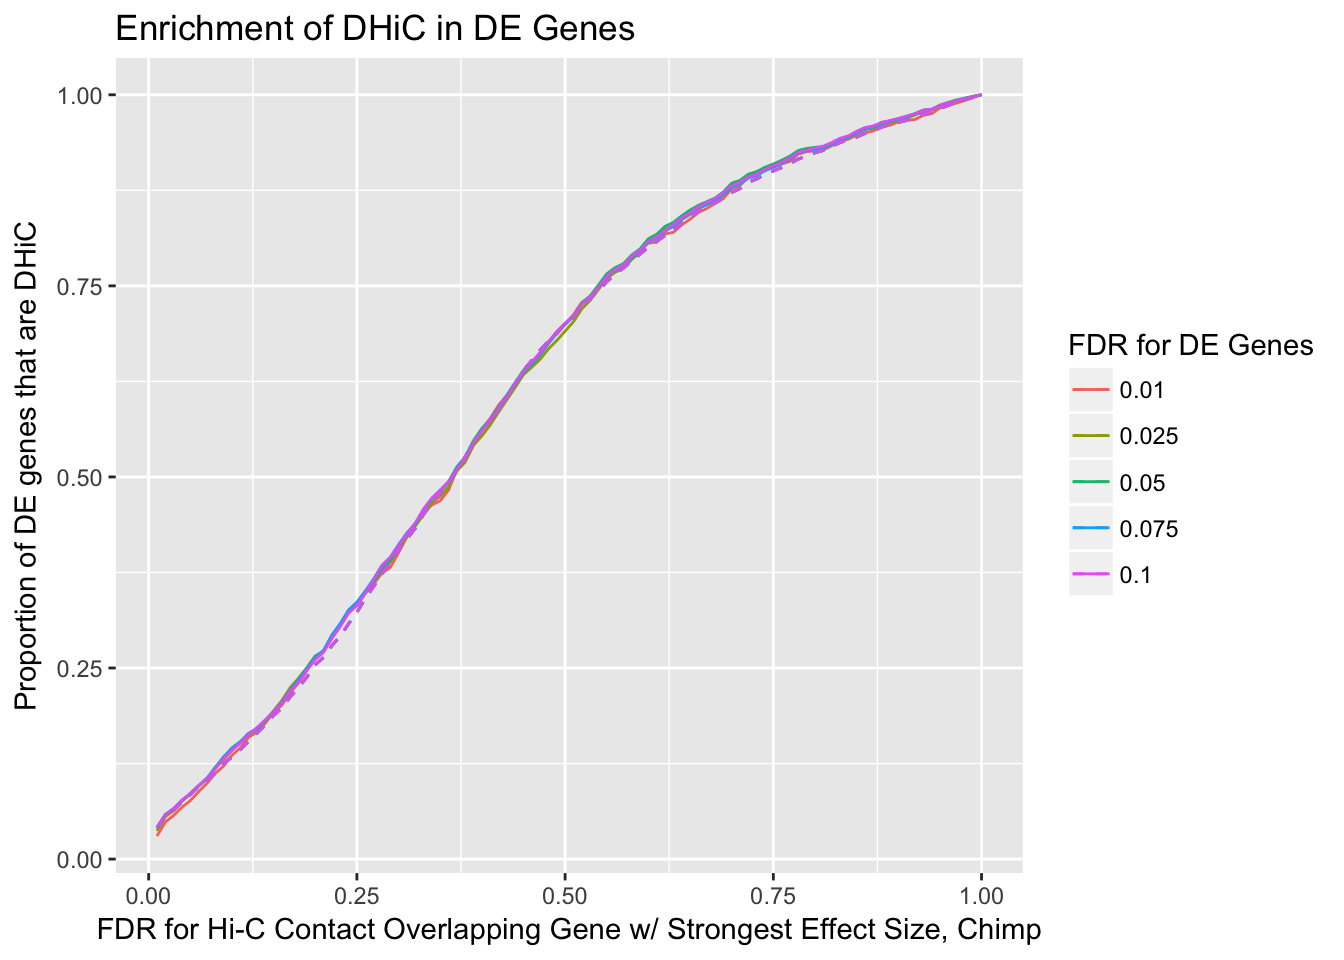 Enrichment of DHiC in DE Genes
Proportion of DE genes that are DHiC
1.00
0.75
0.50
0.25
0.00
0.00 0.25 0.50 0.75 1.00
FDR for Hi-C Contact Overlapping Gene w/ Strongest Effect Size, Chimp
FDR for DE Genes
0.01
0.025
0.05
0.075
0.1